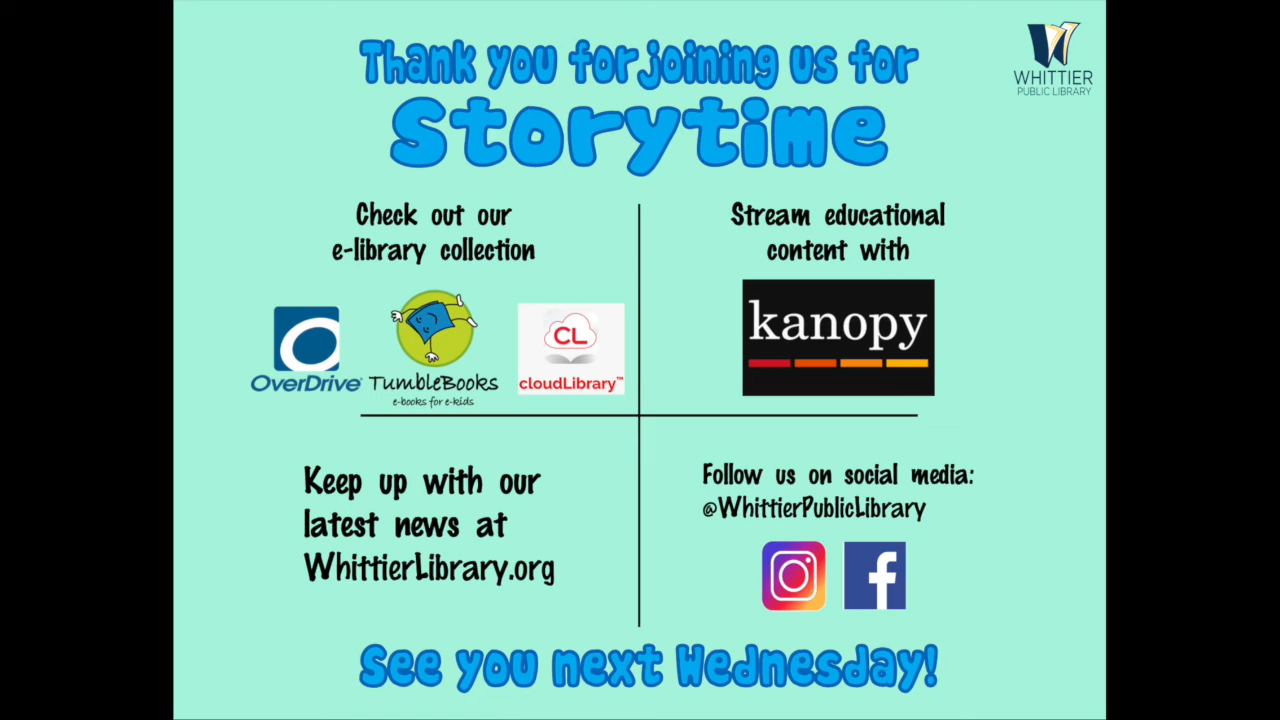 Thank you for joining us for
Storytime
WHITTIER
PUBLIC LIBRARY
Check out our
e-library collection
OverDrive®
TumbleBooks
e-books for e-kids
CL
cloudLibrary™
Stream educational
content with
kanopy
Keep up with our
latest news at
WhittierLibrary.org
Follow us on social media:
@WhittierPublicLibrary
f
See you next Wednesday!